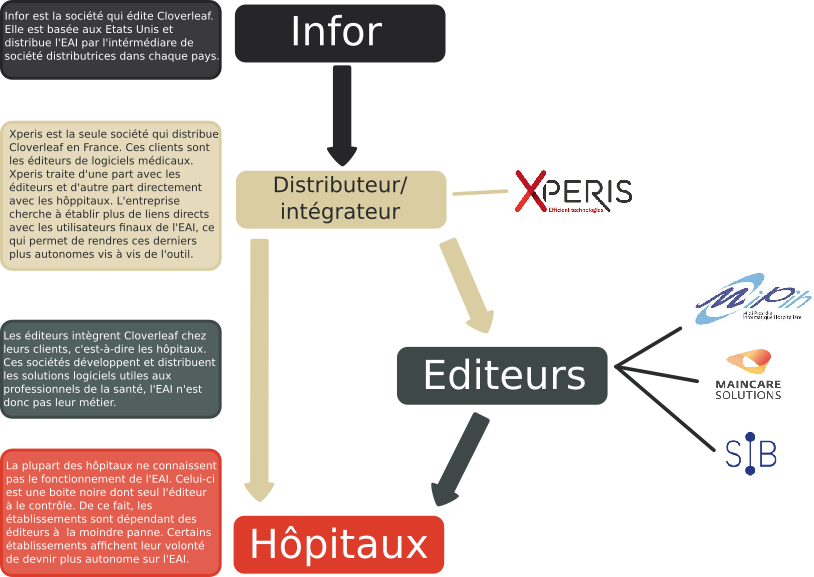 Infor est la société qui édite Cloverleaf.
Elle est basée aux Etats Unis et
distribue l'EAI par l'intérmédiare de
société distributrices dans chaque pays.
Infor
Xperis est la seule société qui distribue
Cloverleaf en France. Ces clients sont
les éditeurs de logiciels médicaux.
Xperis traite d'une part avec les
éditeurs et d'autre part directement
avec les hôppitaux. L'entreprise
cherche à établir plus de liens directs
avec les utilisateurs finaux de l'EAI, ce
qui permet de rendres ces derniers
plus autonomes vis à vis de l'outil.
Distributeur/
intégrateur
XPERIS
Efficient technologies
Les éditeurs intègrent Cloverleaf chez
leurs clients, c'est-à-dire les hôpitaux.
Ces sociétés développent et distribuent
les solutions logiciels utiles aux
professionnels de la santé, l'EAI n'est
donc pas leur métier.
Editeurs
MiPih
Informatique Hospitalière
MAINCARE
SOLUTIONS
SIB
La plupart des hôpitaux ne connaissent
pas le fonctionnement de l'EAI. Celui-ci
est une boite noire dont seul l'éditeur
à le contrôle. De ce fait, les
établissements sont dépendant des
éditeurs à la moindre panne. Certains
établissements affichent leur volonté
de devnir plus autonome sur l'EAI.
Hôpitaux